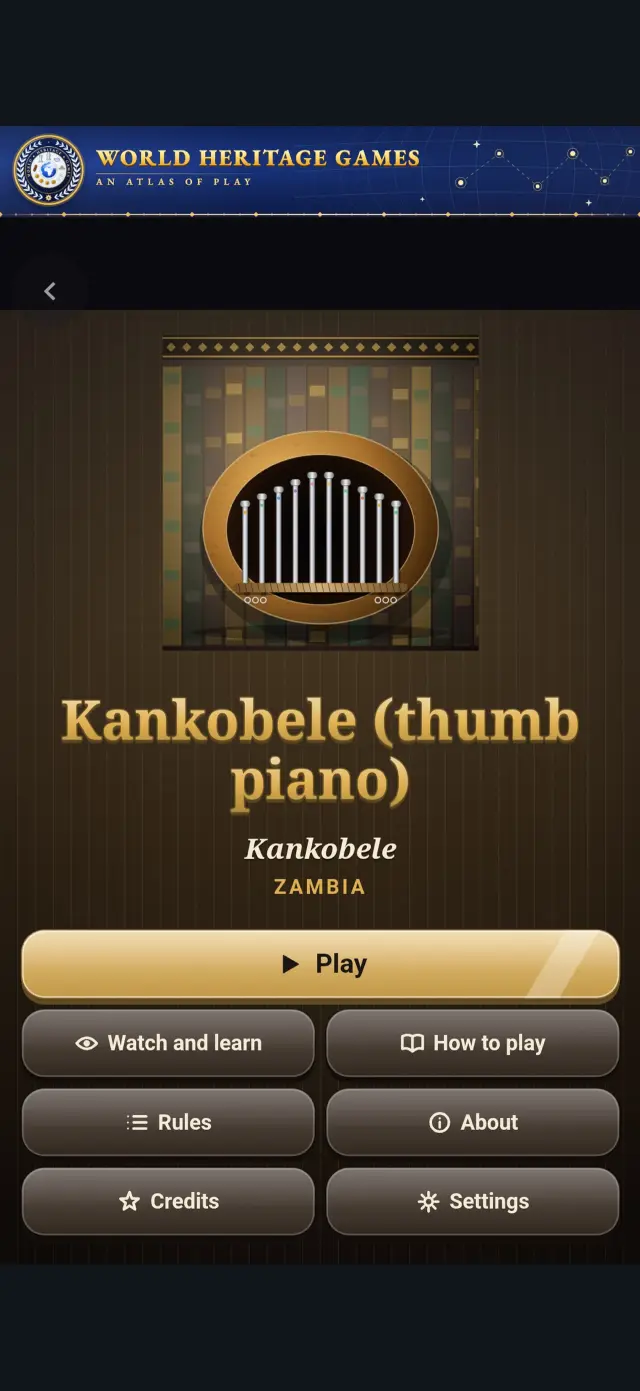 WORLD HERITAGE GAMES
AN ATLAS OF PLAY
Kankobele (thumb
piano)
Kankobele
ZAMBIA
Play
Watch and learn
How to play
Rules
About
Credits
Settings